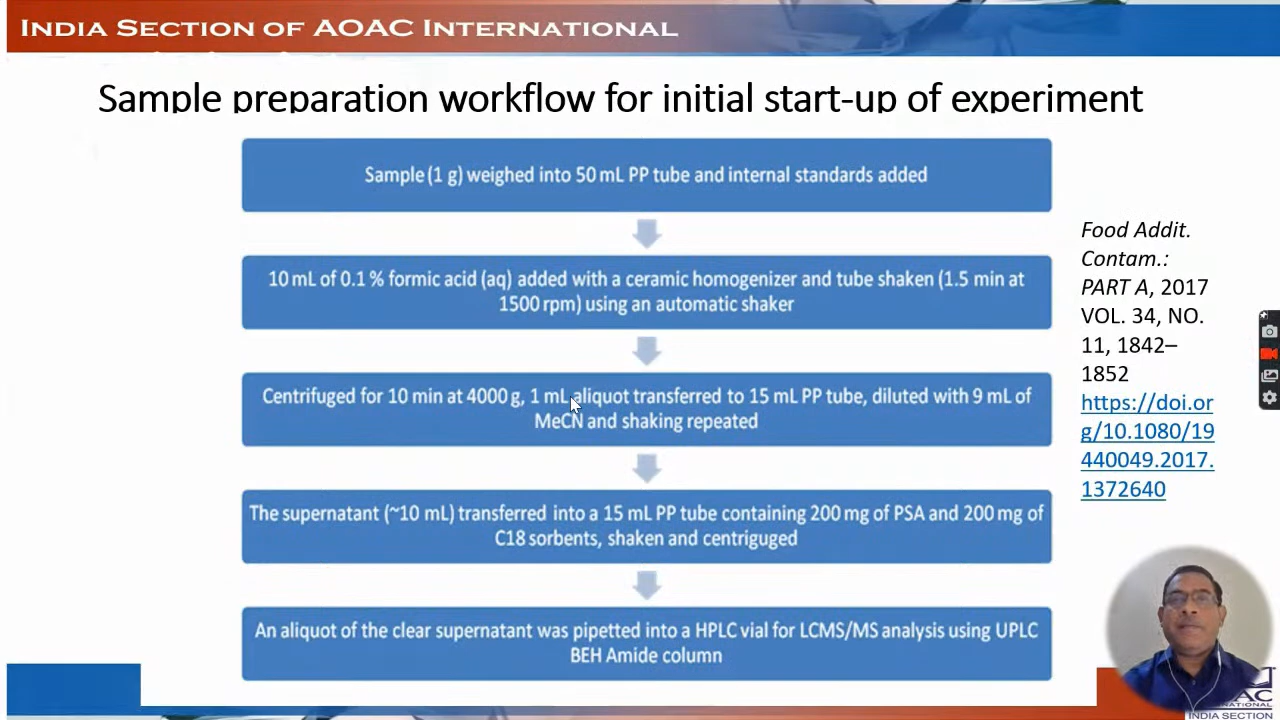 INDIA SECTION OF AOAC INTERNATIONAL
Sample preparation workflow for initial start-up of experiment
Sample (1 g) weighed into 50 mL PP tube and internal standards added
10 mL of 0.1 % formic acid (aq) added with a ceramic homogenizer and tube shaken (1.5 min at
1500 rpm) using an automatic shaker
Centrifuged for 10 min at 4000 g, 1 mL aliquot transferred to 15 mL PP tube, diluted with 9 mL of
MeCN and shaking repeated
The supernatant (~10 mL) transferred into a 15 mL PP tube containing 200 mg of PSA and 200 mg of
C18 sorbents, shaken and centriguged
An aliquot of the clear supernatant was pipetted into a HPLC vial for LCMS/MS analysis using UPLC
BEH Amide column
Food Addit.
Contam.:
PART A, 2017
VOL. 34, NO.
11, 1842–
1852
https://doi.or
g/10.1080/19
440049.2017.
1372640
INDIA SECTION